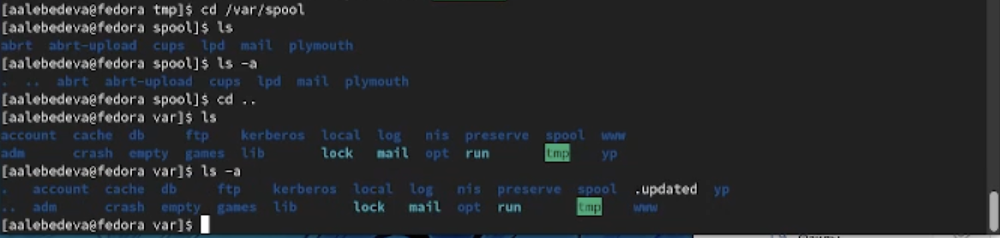 [aalebedeva@fedora tmp]$ cd /var/spool
[aalebedeva@fedora spool]$ ls
abrt  abrt-upload  cups  lpd  mail  plymouth
[aalebedeva@fedora spool]$ ls -a
.  ..  abrt  abrt-upload  cups  lpd  mail  plymouth
[aalebedeva@fedora spool]$ cd ..
[aalebedeva@fedora var]$ ls
account  cache  db     ftp    kerberos  local  log   nis  preserve  spool  www
adm      crash  empty  games  lib       lock   mail  opt  run       tmp    yp
[aalebedeva@fedora var]$ ls -a
.   account  cache  db     ftp    kerberos  local  log   nis  preserve  spool  .updated  yp
..  adm      crash  empty  games  lib       lock   mail  opt  run       tmp    www
[aalebedeva@fedora var]$